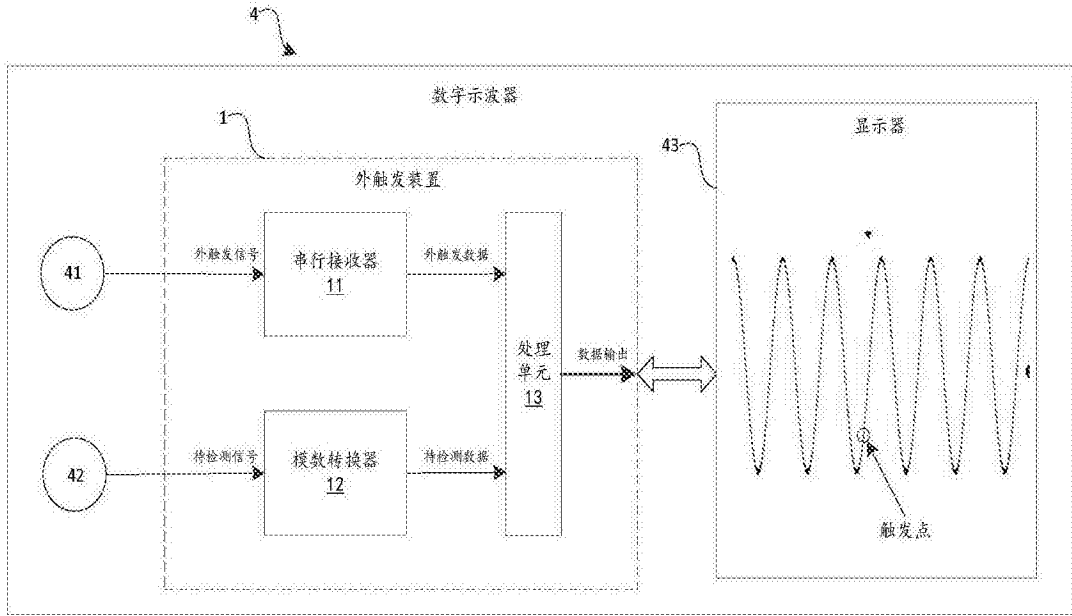 4
数字示波器
1
外触发装置
43
显示器
41
外触发信号
串行接收器
11
外触发数据
处理
单元
13
数据输出
42
待检测信号
模数转换器
12
待检测数据
触发点